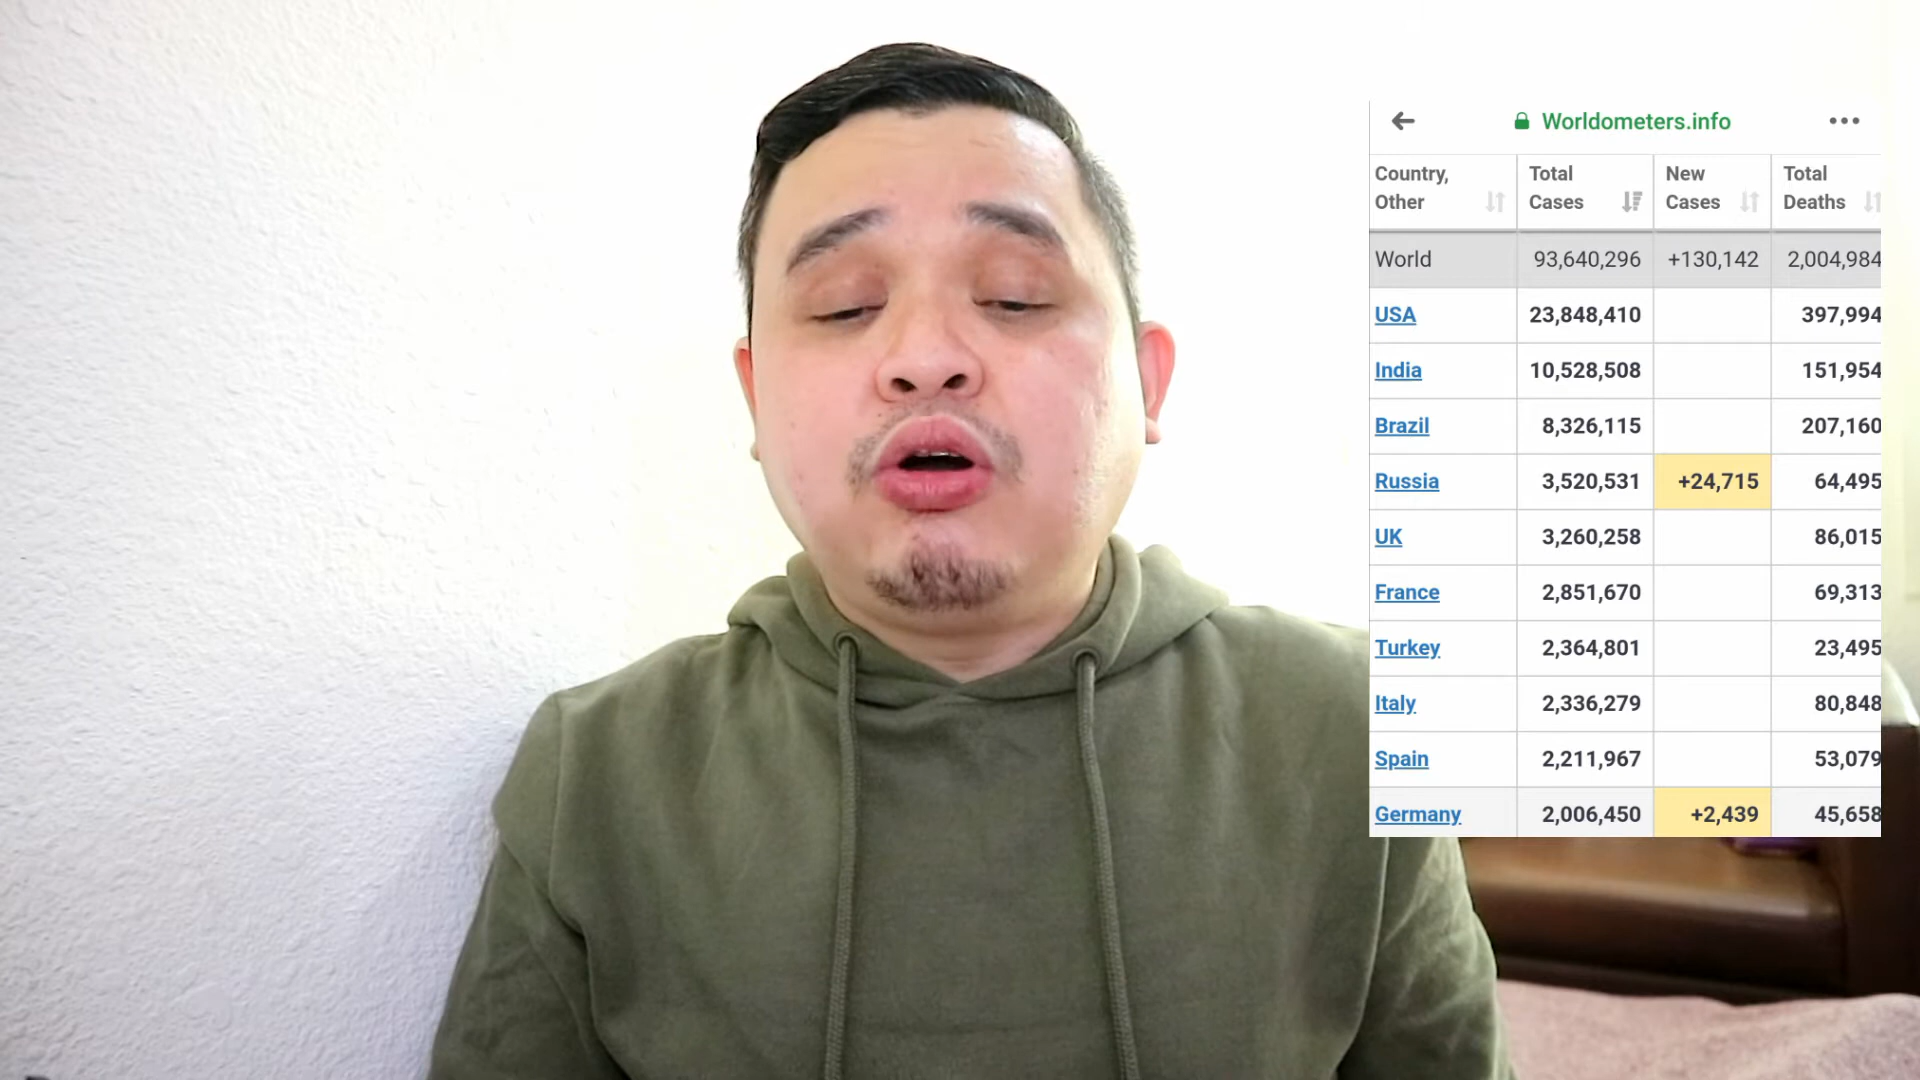 Worldometers.info
Country, Other Total Cases New Cases Total Deaths
World 93,640,296 +130,142 2,004,984
USA 23,848,410 397,994
India 10,528,508 151,954
Brazil 8,326,115 207,160
Russia 3,520,531 +24,715 64,495
UK 3,260,258 86,015
France 2,851,670 69,313
Turkey 2,364,801 23,495
Italy 2,336,279 80,848
Spain 2,211,967 53,079
Germany 2,006,450 +2,439 45,658